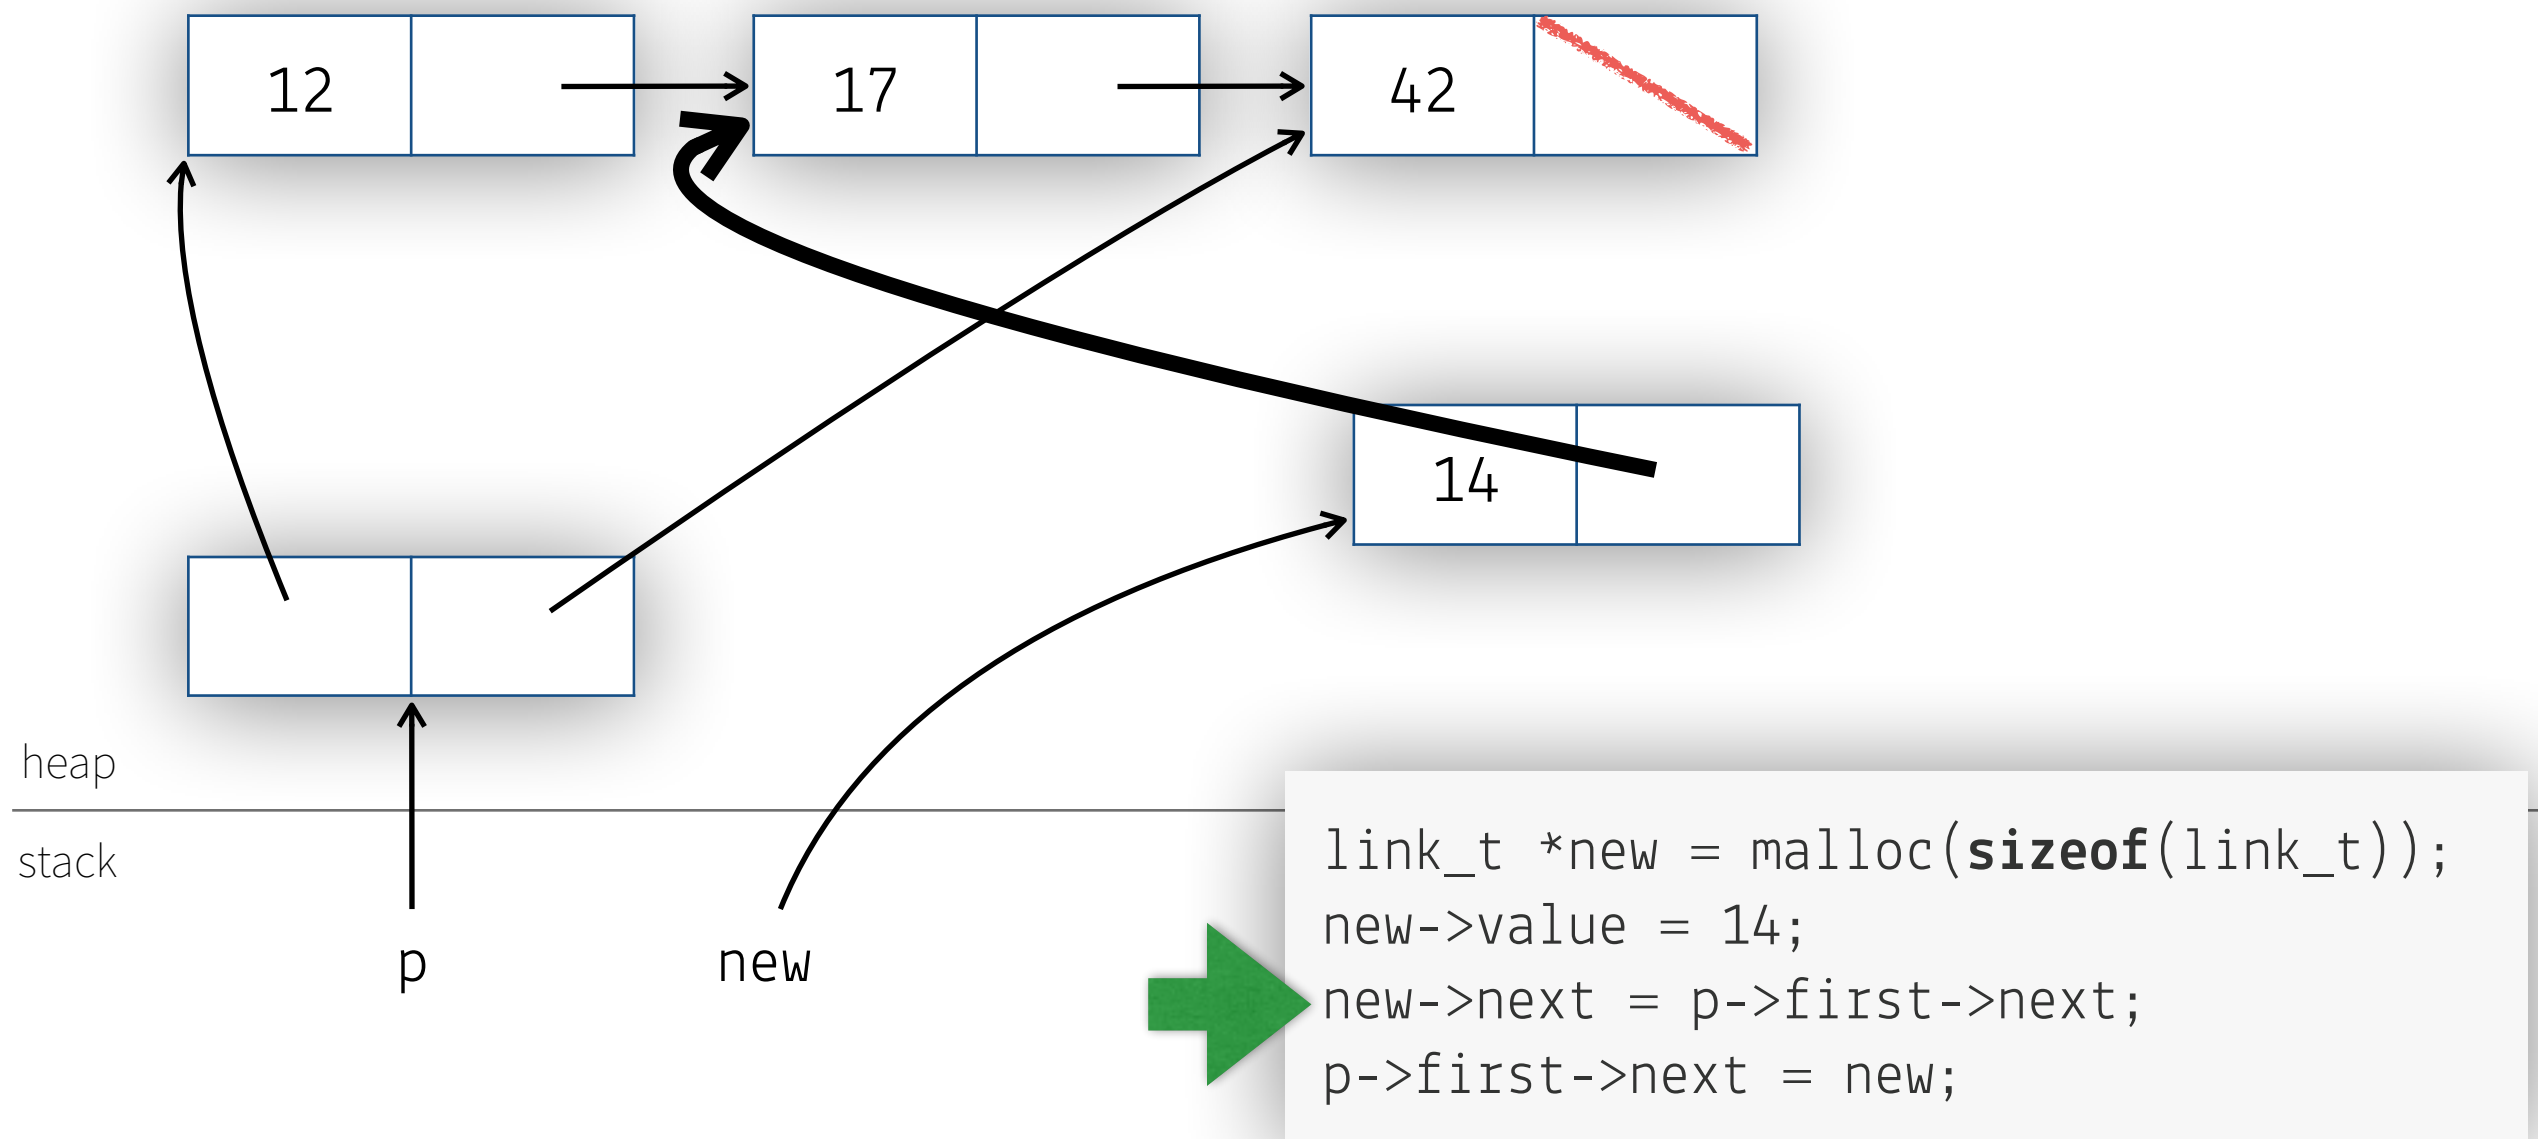 12 17 42
14
heap
stack
p new
link_t *new = malloc(sizeof(link_t));
new->value = 14;
new->next = p->first->next;
p->first->next = new;